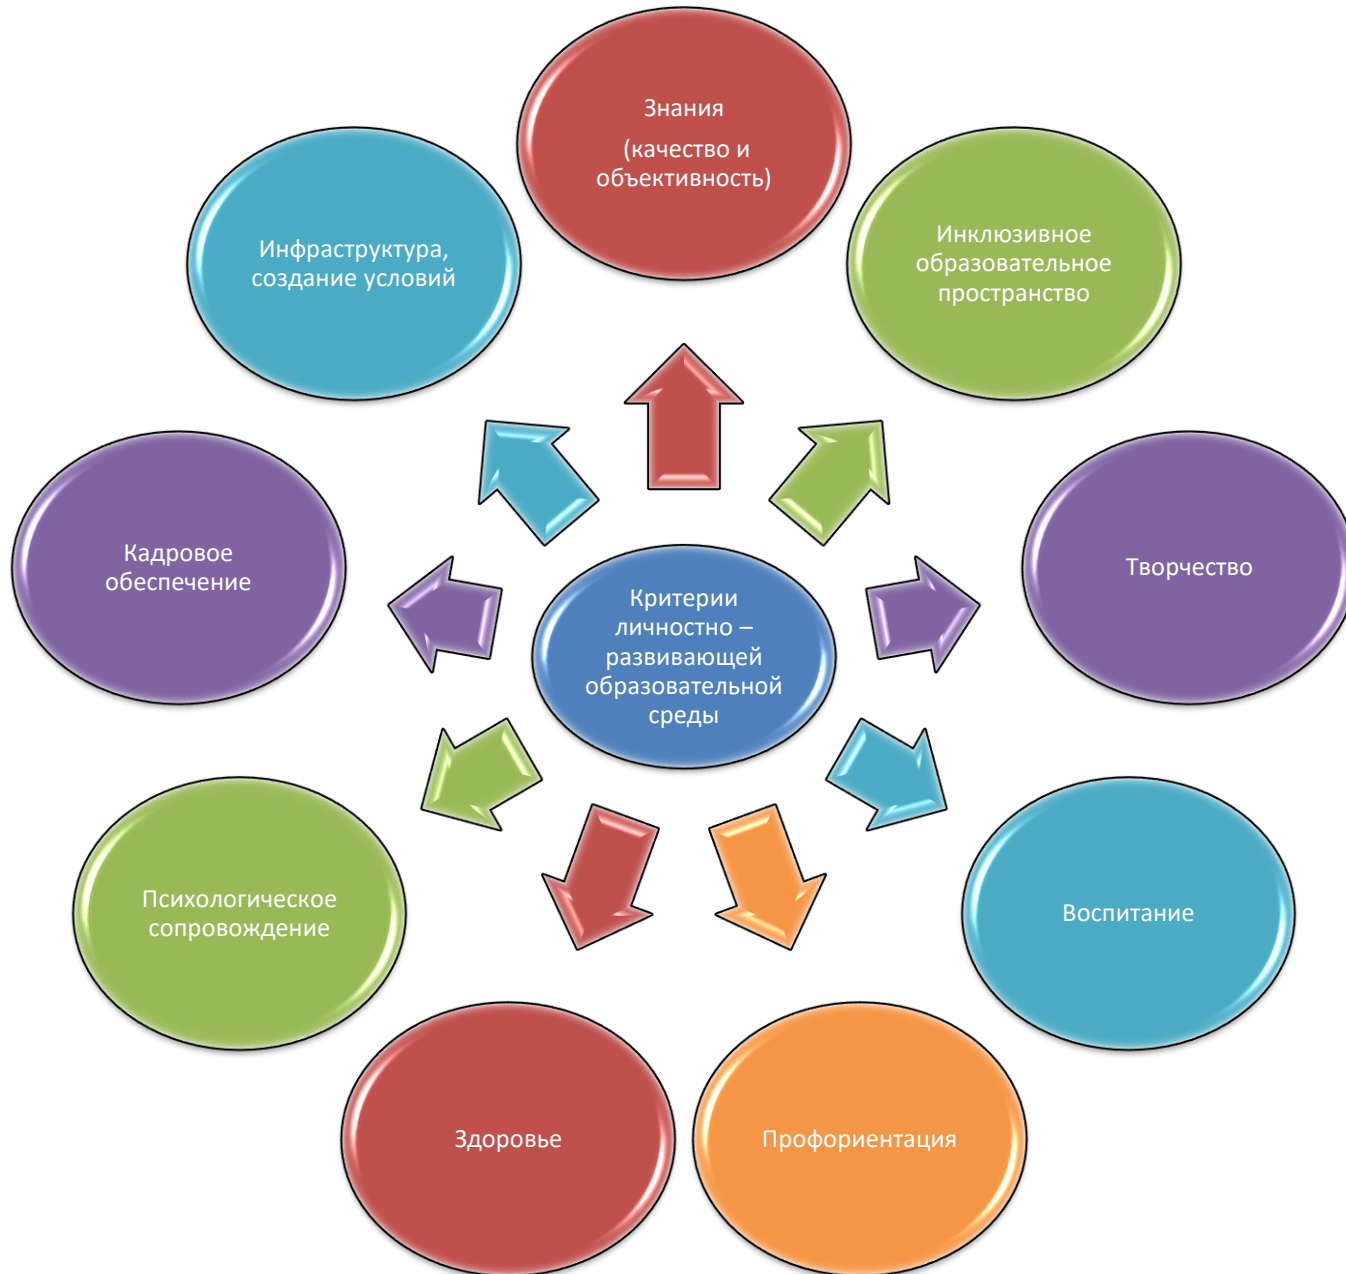 Знания
(качество и
объективность)
Инклюзивное
образовательное
пространство
Творчество
Воспитание
Профориентация
Здоровье
Психологическое
сопровождение
Кадровое
обеспечение
Инфраструктура,
создание условий
Критерии
личностно –
развивающей
образовательной
среды